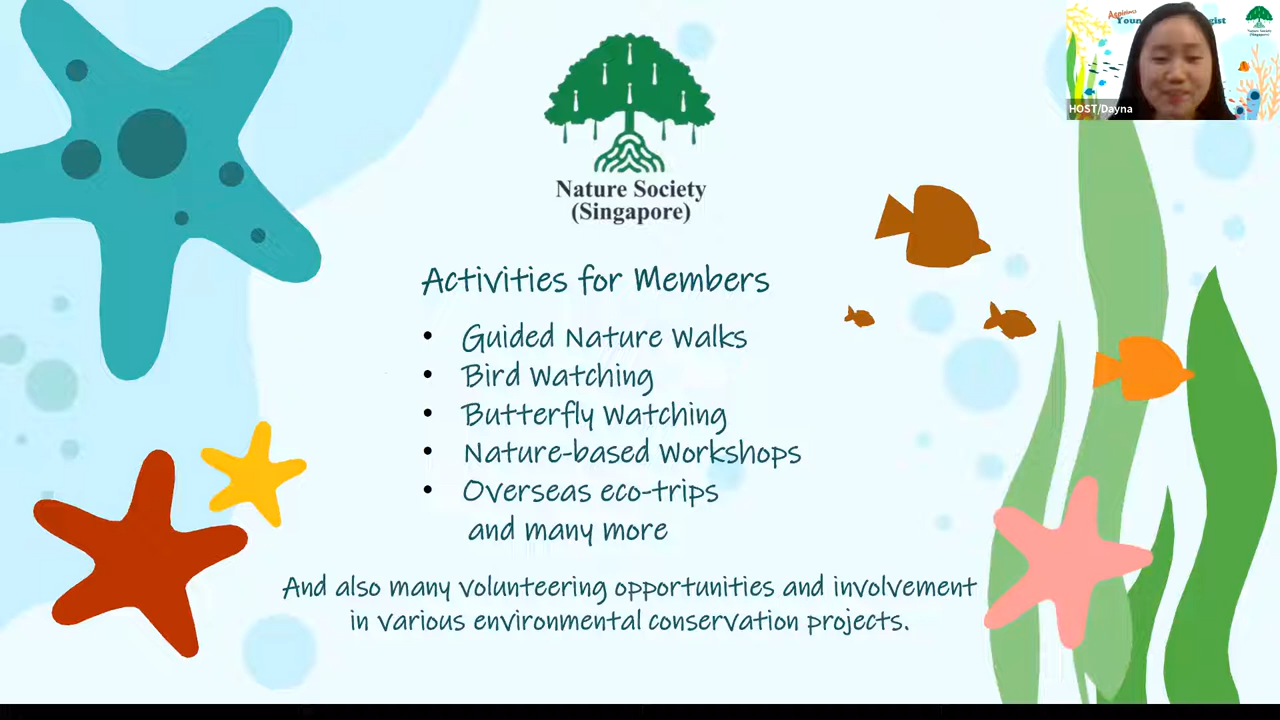 Nature Society
(Singapore)
Activities for Members
• Guided Nature Walks
• Bird Watching
• Butterfly Watching
• Nature-based Workshops
• Overseas eco-trips
and many more
And also many volunteering opportunities and involvement
in various environmental conservation projects.
Aspiring
HOST/Dayna